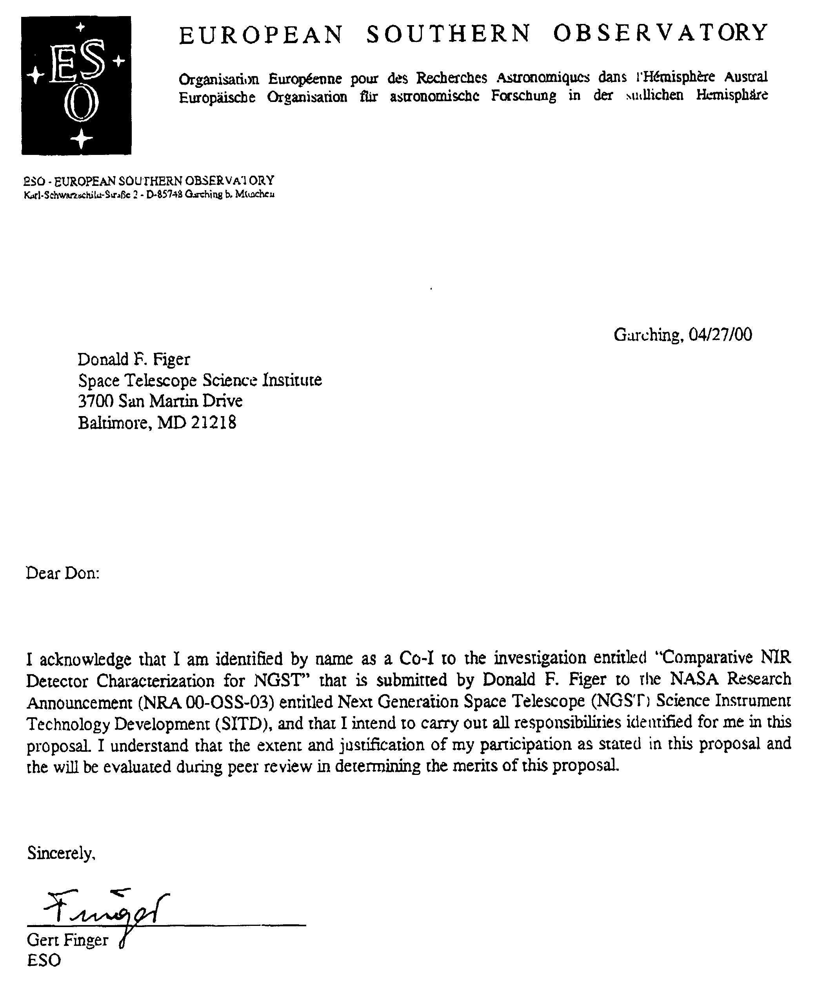 ESO
EUROPEAN SOUTHERN OBSERVATORY
Organisation Européenne pour des Recherches Astronomiques dans l'Hémisphère Austral
Europäische Organisation für astronomische Forschung in der südlichen Hemisphäre
ESO - EUROPEAN SOUTHERN OBSERVATORY
Karl-Schwarzschild-Straße 2 - D-85748 Garching b. München
Garching, 04/27/00
Donald F. Figer
Space Telescope Science Institute
3700 San Martin Drive
Baltimore, MD 21218
Dear Don:
I acknowledge that I am identified by name as a Co-I to the investigation entitled “Comparative NIR
Detector Characterization for NGST” that is submitted by Donald F. Figer to the NASA Research
Announcement (NRA 00-OSS-03) entitled Next Generation Space Telescope (NGST) Science Instrument
Technology Development (SITD), and that I intend to carry out all responsibilities identified for me in this
proposal. I understand that the extent and justification of my participation as stated in this proposal and
the will be evaluated during peer review in determining the merits of this proposal.
Sincerely,
Finger
Gert Finger
ESO